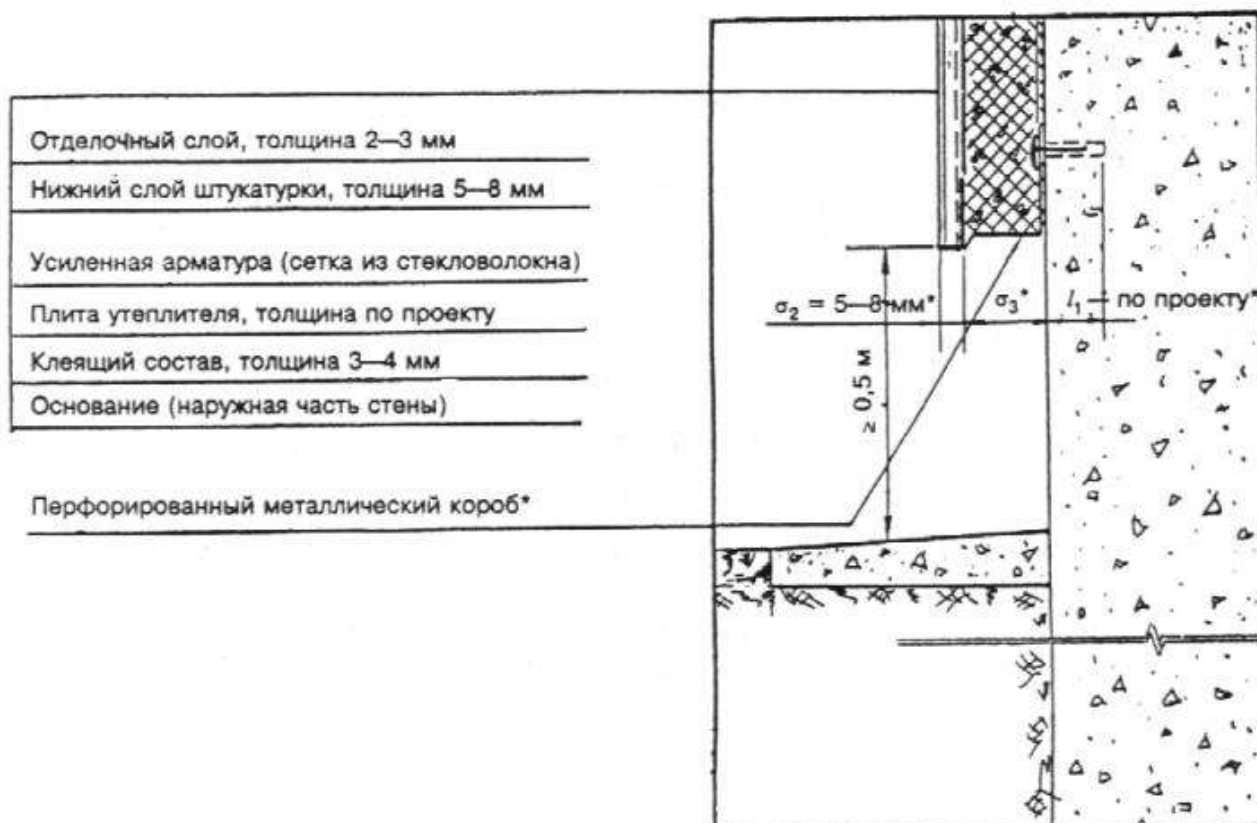 Отделочный слой, толщина 2—3 мм
Нижний слой штукатурки, толщина 5—8 мм
Усиленная арматура (сетка из стекловолокна)
Плита утеплителя, толщина по проекту
Клеящий состав, толщина 3—4 мм
Основание (наружная часть стены)
Перфорированный металлический короб*
σ₂ = 5—8 мм* σ₃* l₁ — по проекту*
≥ 0,5 м